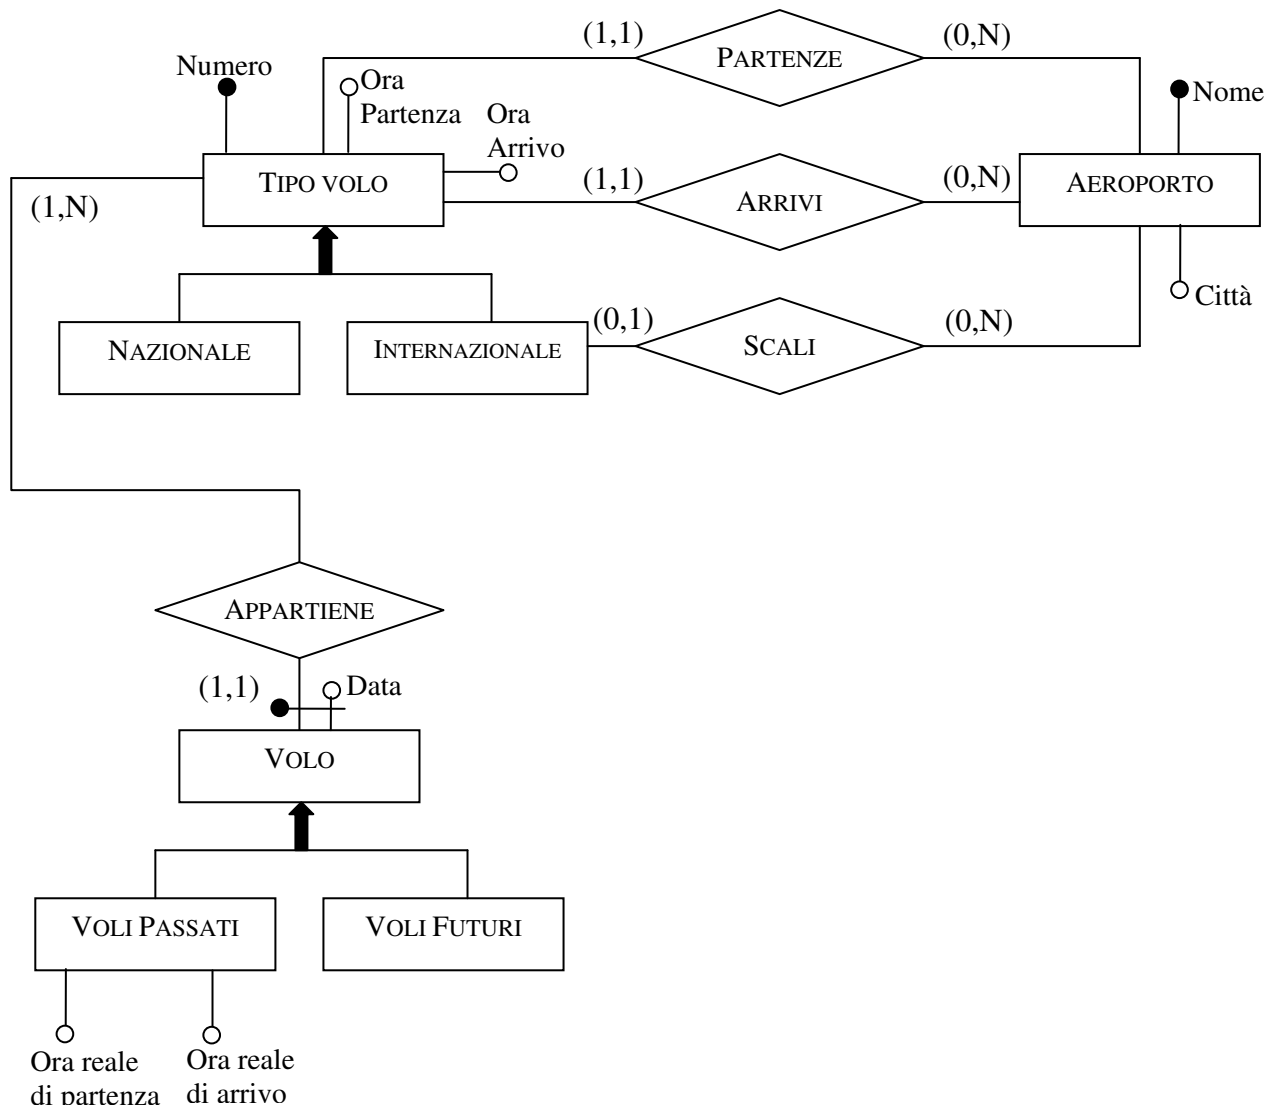 (1,1)
PARTENZE
(0,N)
Numero
Ora
Partenza
Ora
Arrivo
Nome
TIPO VOLO
(1,1)
ARRIVI
(0,N)
AEROPORTO
(1,N)
Città
NAZIONALE
INTERNAZIONALE
(0,1)
SCALI
(0,N)
APPARTIENE
(1,1)
Data
VOLO
VOLI PASSATI
VOLI FUTURI
Ora reale
di partenza
Ora reale
di arrivo